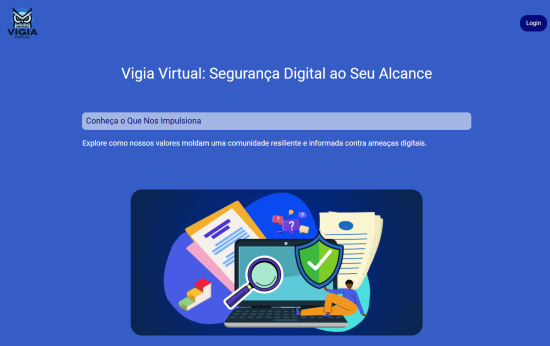 VIGIA
DIGITAL
Login
Vigia Virtual: Segurança Digital ao Seu Alcance
Conheça o Que Nos Impulsiona
Explore como nossos valores moldam uma comunidade resiliente e informada contra ameaças digitais.
? 
?
?